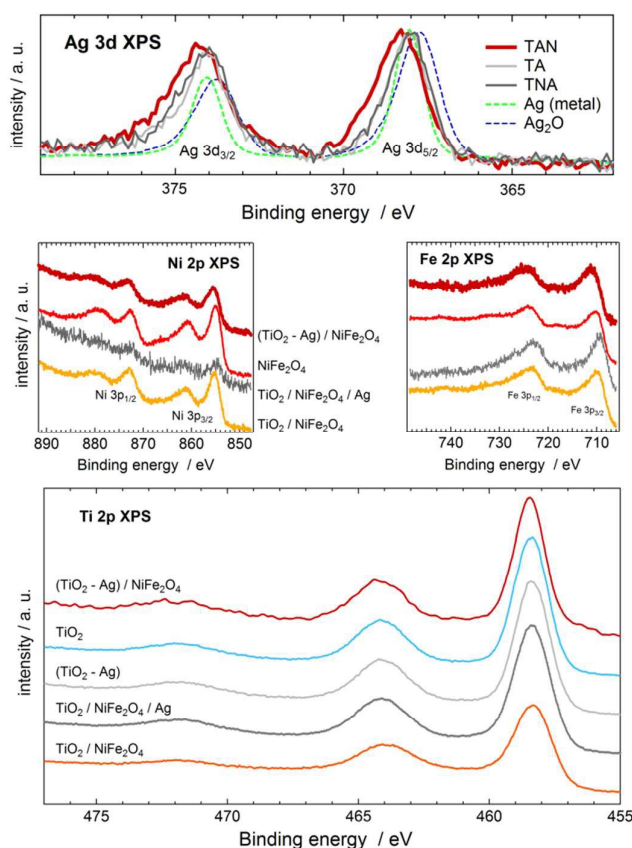 Ag 3d XPS
TAN
TA
TNA
Ag (metal)
Ag₂O
Ag 3d₃/₂
Ag 3d₅/₂
intensity / a. u.
375
370
365
Binding energy / eV
Ni 2p XPS
(TiO₂ - Ag) / NiFe₂O₄
NiFe₂O₄
TiO₂ / NiFe₂O₄ / Ag
TiO₂ / NiFe₂O₄
Ni 3p₁/₂
Ni 3p₃/₂
intensity / a. u.
890 880 870 860 850
Binding energy / eV
Fe 2p XPS
Fe 3p₁/₂
Fe 3p₃/₂
intensity / a. u.
740 730 720 710
Binding energy / eV
Ti 2p XPS
(TiO₂ - Ag) / NiFe₂O₄
TiO₂
(TiO₂ - Ag)
TiO₂ / NiFe₂O₄ / Ag
TiO₂ / NiFe₂O₄
intensity / a. u.
475 470 465 460 455
Binding energy / eV